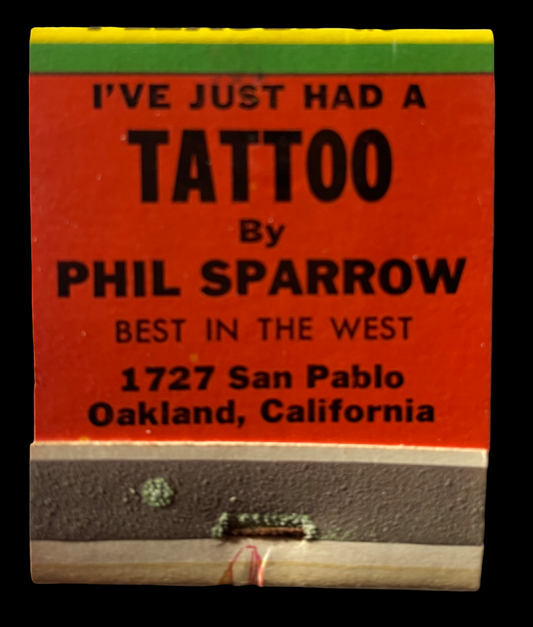 I'VE JUST HAD A
TATTOO
By
PHIL SPARROW
BEST IN THE WEST
1727 San Pablo
Oakland, California